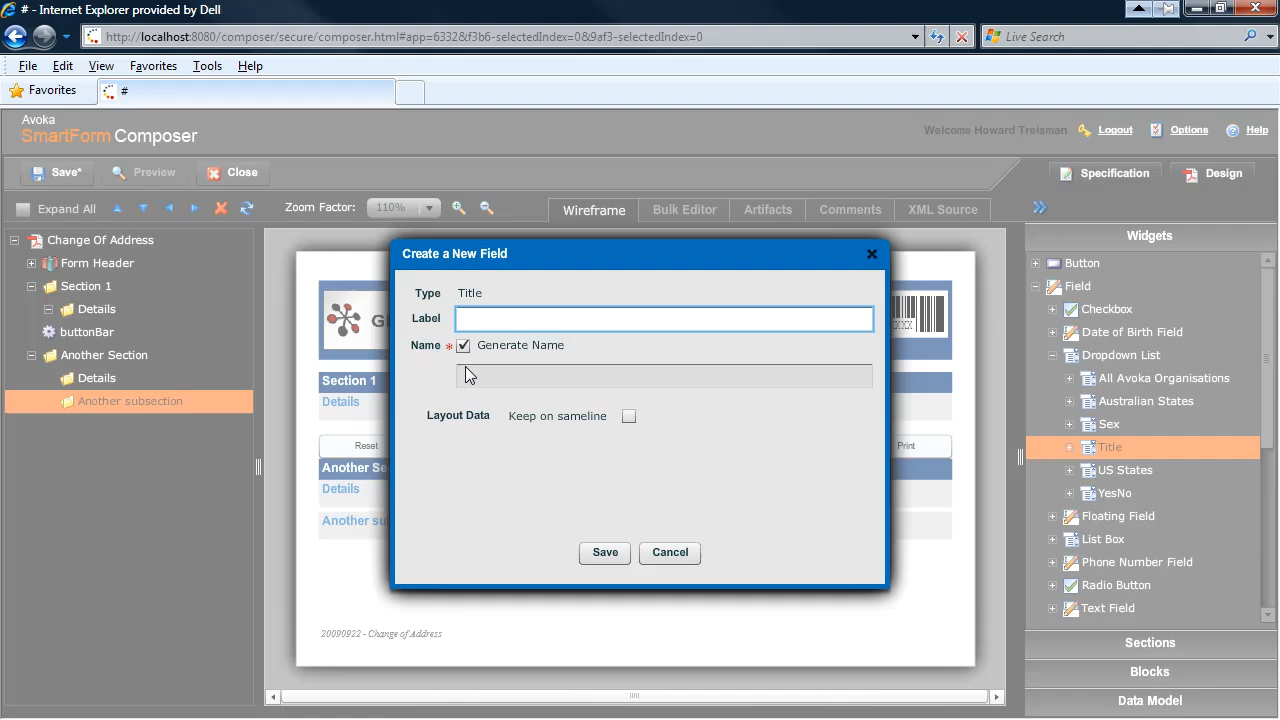 # - Internet Explorer provided by Dell
http://localhost:8080/composer/secure/composer.html#app=6332&f3b6-selectedIndex=0&9af3-selectedIndex=0
Live Search
File Edit View Favorites Tools Help
Favorites
#
Avoka
SmartForm Composer
Welcome Howard Treisman Logout Options Help
Save* Preview Close
Specification Design
Expand All
Zoom Factor: 110%
Wireframe Bulk Editor Artifacts Comments XML Source
Change Of Address
Form Header
Section 1
Details
buttonBar
Another Section
Details
Another subsection
Section 1
Details
Reset
Print
Another Se
Details
Another su
20090922 - Change of Address
Create a New Field
Type Title
Label
Name * Generate Name
Layout Data Keep on sameline
Save Cancel
Widgets
Button
Field
Checkbox
Date of Birth Field
Dropdown List
All Avoka Organisations
Australian States
Sex
Title
US States
YesNo
Floating Field
List Box
Phone Number Field
Radio Button
Text Field
Sections
Blocks
Data Model